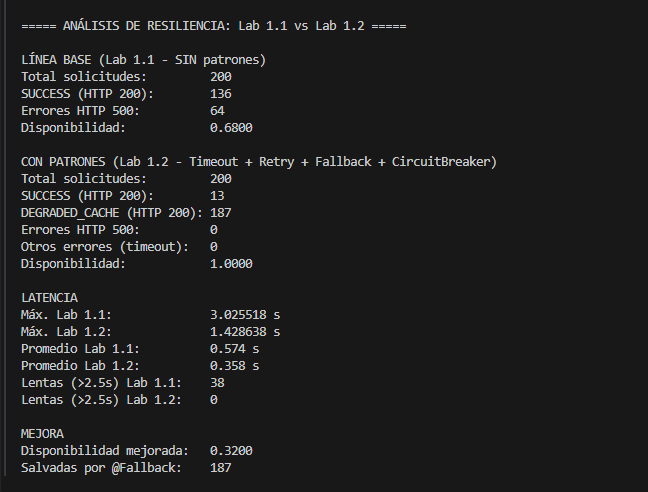 ===== ANÁLISIS DE RESILIENCIA: Lab 1.1 vs Lab 1.2 =====
LÍNEA BASE (Lab 1.1 - SIN patrones)
Total solicitudes: 200
SUCCESS (HTTP 200): 136
Errores HTTP 500: 64
Disponibilidad: 0.6800
CON PATRONES (Lab 1.2 - Timeout + Retry + Fallback + CircuitBreaker)
Total solicitudes: 200
SUCCESS (HTTP 200): 13
DEGRADED_CACHE (HTTP 200): 187
Errores HTTP 500: 0
Otros errores (timeout): 0
Disponibilidad: 1.0000
LATENCIA
Máx. Lab 1.1: 3.025518 s
Máx. Lab 1.2: 1.428638 s
Promedio Lab 1.1: 0.574 s
Promedio Lab 1.2: 0.358 s
Lentas (>2.5s) Lab 1.1: 38
Lentas (>2.5s) Lab 1.2: 0
MEJORA
Disponibilidad mejorada: 0.3200
Salvadas por @Fallback: 187